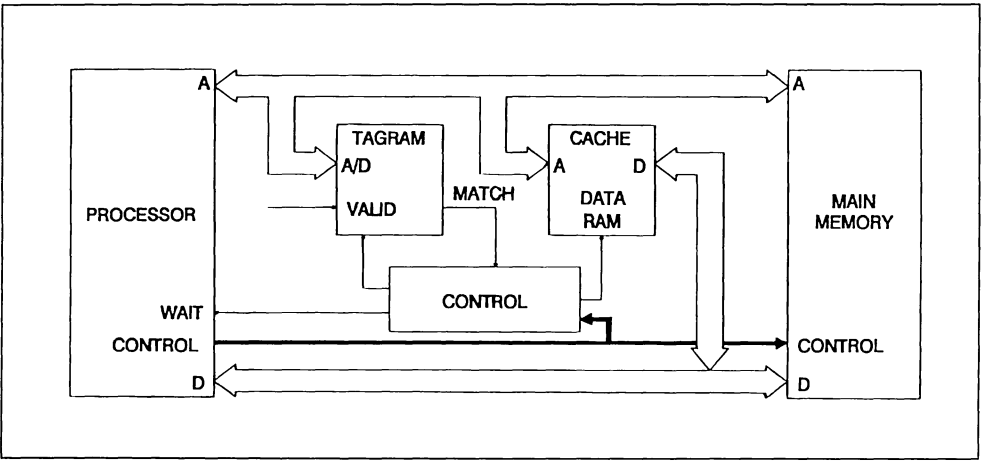 A
A
TAGRAM
A/D
VALID
MATCH
CACHE
A
D
DATA
RAM
PROCESSOR
MAIN
MEMORY
CONTROL
WAIT
CONTROL
CONTROL
D
D